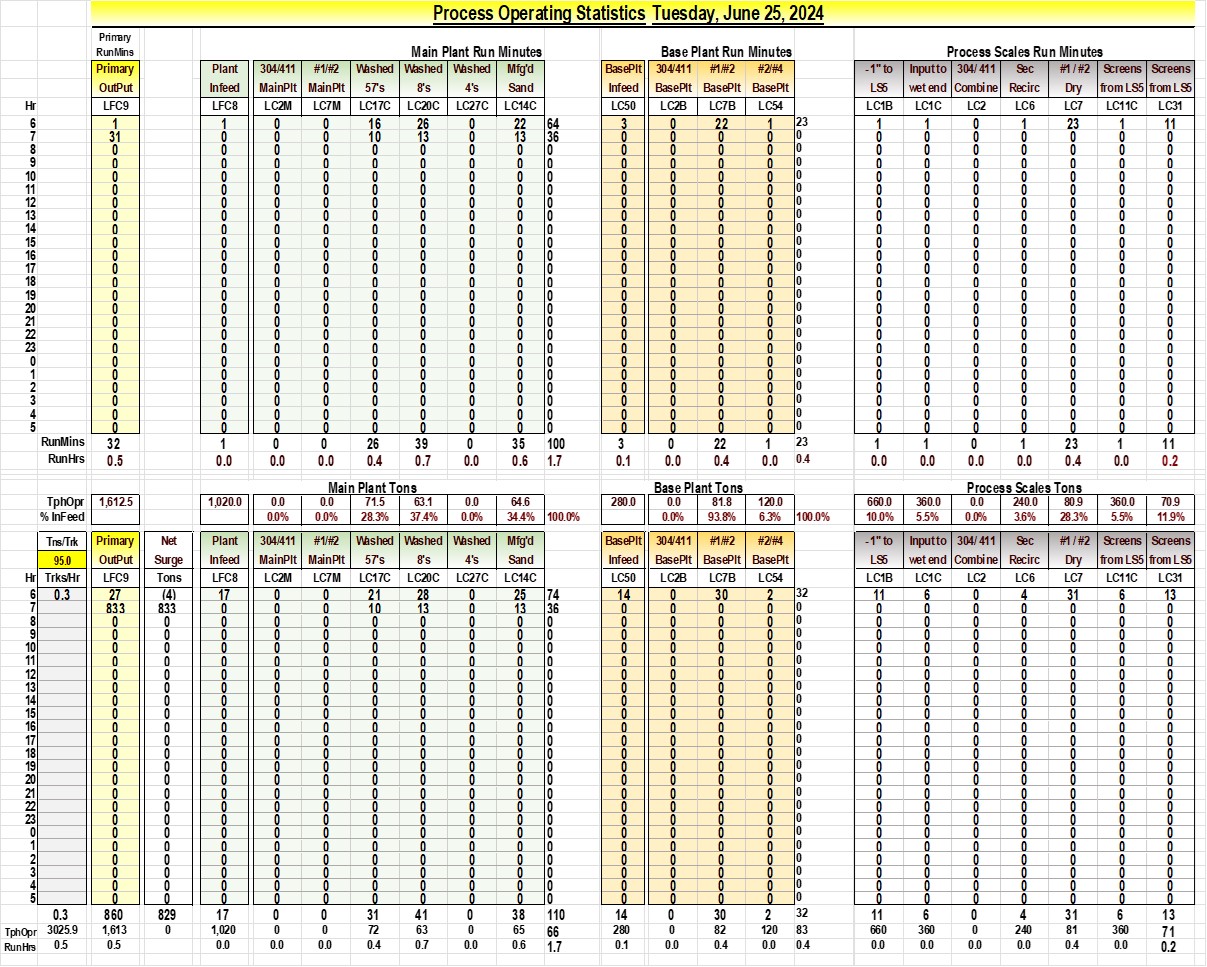 Process Operating Statistics Tuesday, June 25, 2024
Primary
RunMins Main Plant Run Minutes Base Plant Run Minutes Process Scales Run Minutes
Primary Plant 304/411 #1/#2 Washed Washed Washed Mfg'd BasePlt 304/411 #1/#2 #2/#4 -1" to Input to 304/ 411 Sec #1 / #2 Screens Screens
OutPut Infeed MainPlt MainPlt 57's 8's 4's Sand Infeed BasePlt BasePlt BasePlt LS5 wet end Combine Recirc Dry from LS5 from LS5
Hr LFC9 LFC8 LC2M LC7M LC17C LC20C LC27C LC14C LC50 LC2B LC7B LC54 LC1B LC1C LC2 LC6 LC7 LC11C LC31
6 1 1 0 0 16 26 0 22 64 3 0 22 1 23 1 1 0 1 23 1 11
7 31 0 0 0 10 13 0 13 36 0 0 0 0 0 0 0 0 0 0 0 0
8 0 0 0 0 0 0 0 0 0 0 0 0 0 0 0 0 0 0 0 0 0
9 0 0 0 0 0 0 0 0 0 0 0 0 0 0 0 0 0 0 0 0 0
10 0 0 0 0 0 0 0 0 0 0 0 0 0 0 0 0 0 0 0 0 0
11 0 0 0 0 0 0 0 0 0 0 0 0 0 0 0 0 0 0 0 0 0
12 0 0 0 0 0 0 0 0 0 0 0 0 0 0 0 0 0 0 0 0 0
13 0 0 0 0 0 0 0 0 0 0 0 0 0 0 0 0 0 0 0 0 0
14 0 0 0 0 0 0 0 0 0 0 0 0 0 0 0 0 0 0 0 0 0
15 0 0 0 0 0 0 0 0 0 0 0 0 0 0 0 0 0 0 0 0 0
16 0 0 0 0 0 0 0 0 0 0 0 0 0 0 0 0 0 0 0 0 0
17 0 0 0 0 0 0 0 0 0 0 0 0 0 0 0 0 0 0 0 0 0
18 0 0 0 0 0 0 0 0 0 0 0 0 0 0 0 0 0 0 0 0 0
19 0 0 0 0 0 0 0 0 0 0 0 0 0 0 0 0 0 0 0 0 0
20 0 0 0 0 0 0 0 0 0 0 0 0 0 0 0 0 0 0 0 0 0
21 0 0 0 0 0 0 0 0 0 0 0 0 0 0 0 0 0 0 0 0 0
22 0 0 0 0 0 0 0 0 0 0 0 0 0 0 0 0 0 0 0 0 0
23 0 0 0 0 0 0 0 0 0 0 0 0 0 0 0 0 0 0 0 0 0
0 0 0 0 0 0 0 0 0 0 0 0 0 0 0 0 0 0 0 0 0 0
1 0 0 0 0 0 0 0 0 0 0 0 0 0 0 0 0 0 0 0 0 0
2 0 0 0 0 0 0 0 0 0 0 0 0 0 0 0 0 0 0 0 0 0
3 0 0 0 0 0 0 0 0 0 0 0 0 0 0 0 0 0 0 0 0 0
4 0 0 0 0 0 0 0 0 0 0 0 0 0 0 0 0 0 0 0 0 0
5 0 0 0 0 0 0 0 0 0 0 0 0 0 0 0 0 0 0 0 0 0
RunMins 32 1 0 0 26 39 0 35 100 3 0 22 1 23 1 1 0 1 23 1 11
RunHrs 0.5 0.0 0.0 0.0 0.4 0.7 0.0 0.6 1.7 0.1 0.0 0.4 0.0 0.4 0.0 0.0 0.0 0.0 0.4 0.0 0.2
Main Plant Tons Base Plant Tons Process Scales Tons
TphOpr 1,612.5 1,020.0 0.0 0.0 71.5 63.1 0.0 64.6 280.0 0.0 81.8 120.0 660.0 360.0 0.0 240.0 80.9 360.0 70.9
% InFeed 0.0% 0.0% 28.3% 37.4% 0.0% 34.4% 100.0% 0.0% 93.8% 6.3% 100.0% 10.0% 5.5% 0.0% 3.6% 28.3% 5.5% 11.9%
Tns/Trk Primary Net Plant 304/411 #1/#2 Washed Washed Washed Mfg'd BasePlt 304/411 #1/#2 #2/#4 -1" to Input to 304/ 411 Sec #1 / #2 Screens Screens
95.0 OutPut Surge Infeed MainPlt MainPlt 57's 8's 4's Sand Infeed BasePlt BasePlt BasePlt LS5 wet end Combine Recirc Dry from LS5 from LS5
Hr Trks/Hr LFC9 Tons LFC8 LC2M LC7M LC17C LC20C LC27C LC14C LC50 LC2B LC7B LC54 LC1B LC1C LC2 LC6 LC7 LC11C LC31
6 0.3 27 (4) 17 0 0 21 28 0 25 74 14 0 30 2 32 11 6 0 4 31 6 13
7 833 833 0 0 0 10 13 0 13 36 0 0 0 0 0 0 0 0 0 0 0 0
8 0 0 0 0 0 0 0 0 0 0 0 0 0 0 0 0 0 0 0 0 0 0
9 0 0 0 0 0 0 0 0 0 0 0 0 0 0 0 0 0 0 0 0 0 0
10 0 0 0 0 0 0 0 0 0 0 0 0 0 0 0 0 0 0 0 0 0 0
11 0 0 0 0 0 0 0 0 0 0 0 0 0 0 0 0 0 0 0 0 0 0
12 0 0 0 0 0 0 0 0 0 0 0 0 0 0 0 0 0 0 0 0 0 0
13 0 0 0 0 0 0 0 0 0 0 0 0 0 0 0 0 0 0 0 0 0 0
14 0 0 0 0 0 0 0 0 0 0 0 0 0 0 0 0 0 0 0 0 0 0
15 0 0 0 0 0 0 0 0 0 0 0 0 0 0 0 0 0 0 0 0 0 0
16 0 0 0 0 0 0 0 0 0 0 0 0 0 0 0 0 0 0 0 0 0 0
17 0 0 0 0 0 0 0 0 0 0 0 0 0 0 0 0 0 0 0 0 0 0
18 0 0 0 0 0 0 0 0 0 0 0 0 0 0 0 0 0 0 0 0 0 0
19 0 0 0 0 0 0 0 0 0 0 0 0 0 0 0 0 0 0 0 0 0 0
20 0 0 0 0 0 0 0 0 0 0 0 0 0 0 0 0 0 0 0 0 0 0
21 0 0 0 0 0 0 0 0 0 0 0 0 0 0 0 0 0 0 0 0 0 0
22 0 0 0 0 0 0 0 0 0 0 0 0 0 0 0 0 0 0 0 0 0 0
23 0 0 0 0 0 0 0 0 0 0 0 0 0 0 0 0 0 0 0 0 0 0
0 0 0 0 0 0 0 0 0 0 0 0 0 0 0 0 0 0 0 0 0 0 0
1 0 0 0 0 0 0 0 0 0 0 0 0 0 0 0 0 0 0 0 0 0 0
2 0 0 0 0 0 0 0 0 0 0 0 0 0 0 0 0 0 0 0 0 0 0
3 0 0 0 0 0 0 0 0 0 0 0 0 0 0 0 0 0 0 0 0 0 0
4 0 0 0 0 0 0 0 0 0 0 0 0 0 0 0 0 0 0 0 0 0 0
5 0 0 0 0 0 0 0 0 0 0 0 0 0 0 0 0 0 0 0 0 0 0
0.3 860 829 17 0 0 31 41 0 38 110 14 0 30 2 32 11 6 0 4 31 6 13
TphOpr 3025.9 1,613 0 1,020 0 0 72 63 0 65 66 280 0 82 120 83 660 360 0 240 81 360 71
RunHrs 0.5 0.5 0.0 0.0 0.0 0.4 0.7 0.0 0.6 1.7 0.1 0.0 0.4 0.0 0.4 0.0 0.0 0.0 0.0 0.4 0.0 0.2